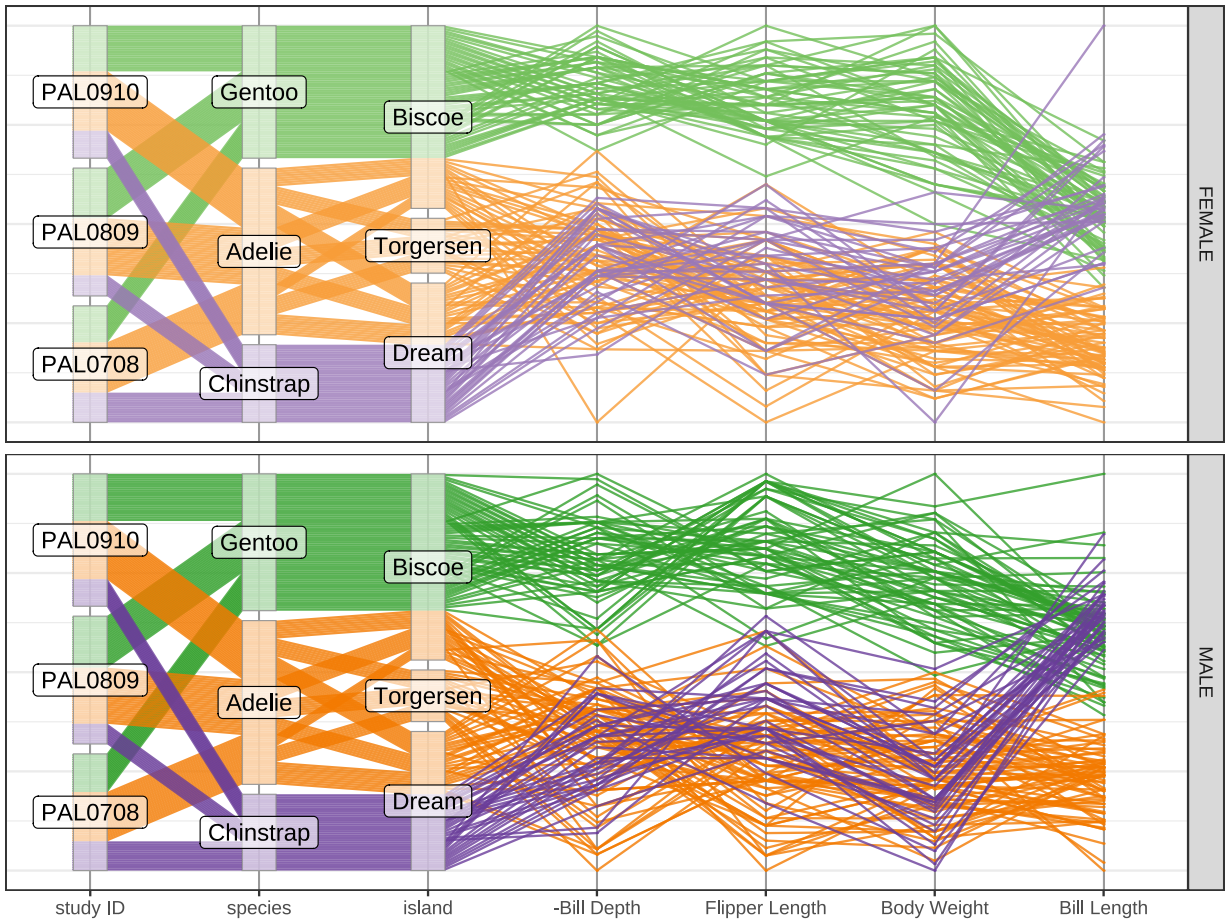 PAL0910
Gentoo
Biscoe
PAL0809
Adelie
Torgersen
PAL0708
Chinstrap
Dream
FEMALE
PAL0910
Gentoo
Biscoe
PAL0809
Adelie
Torgersen
PAL0708
Chinstrap
Dream
MALE
study ID
species
island
-Bill Depth
Flipper Length
Body Weight
Bill Length